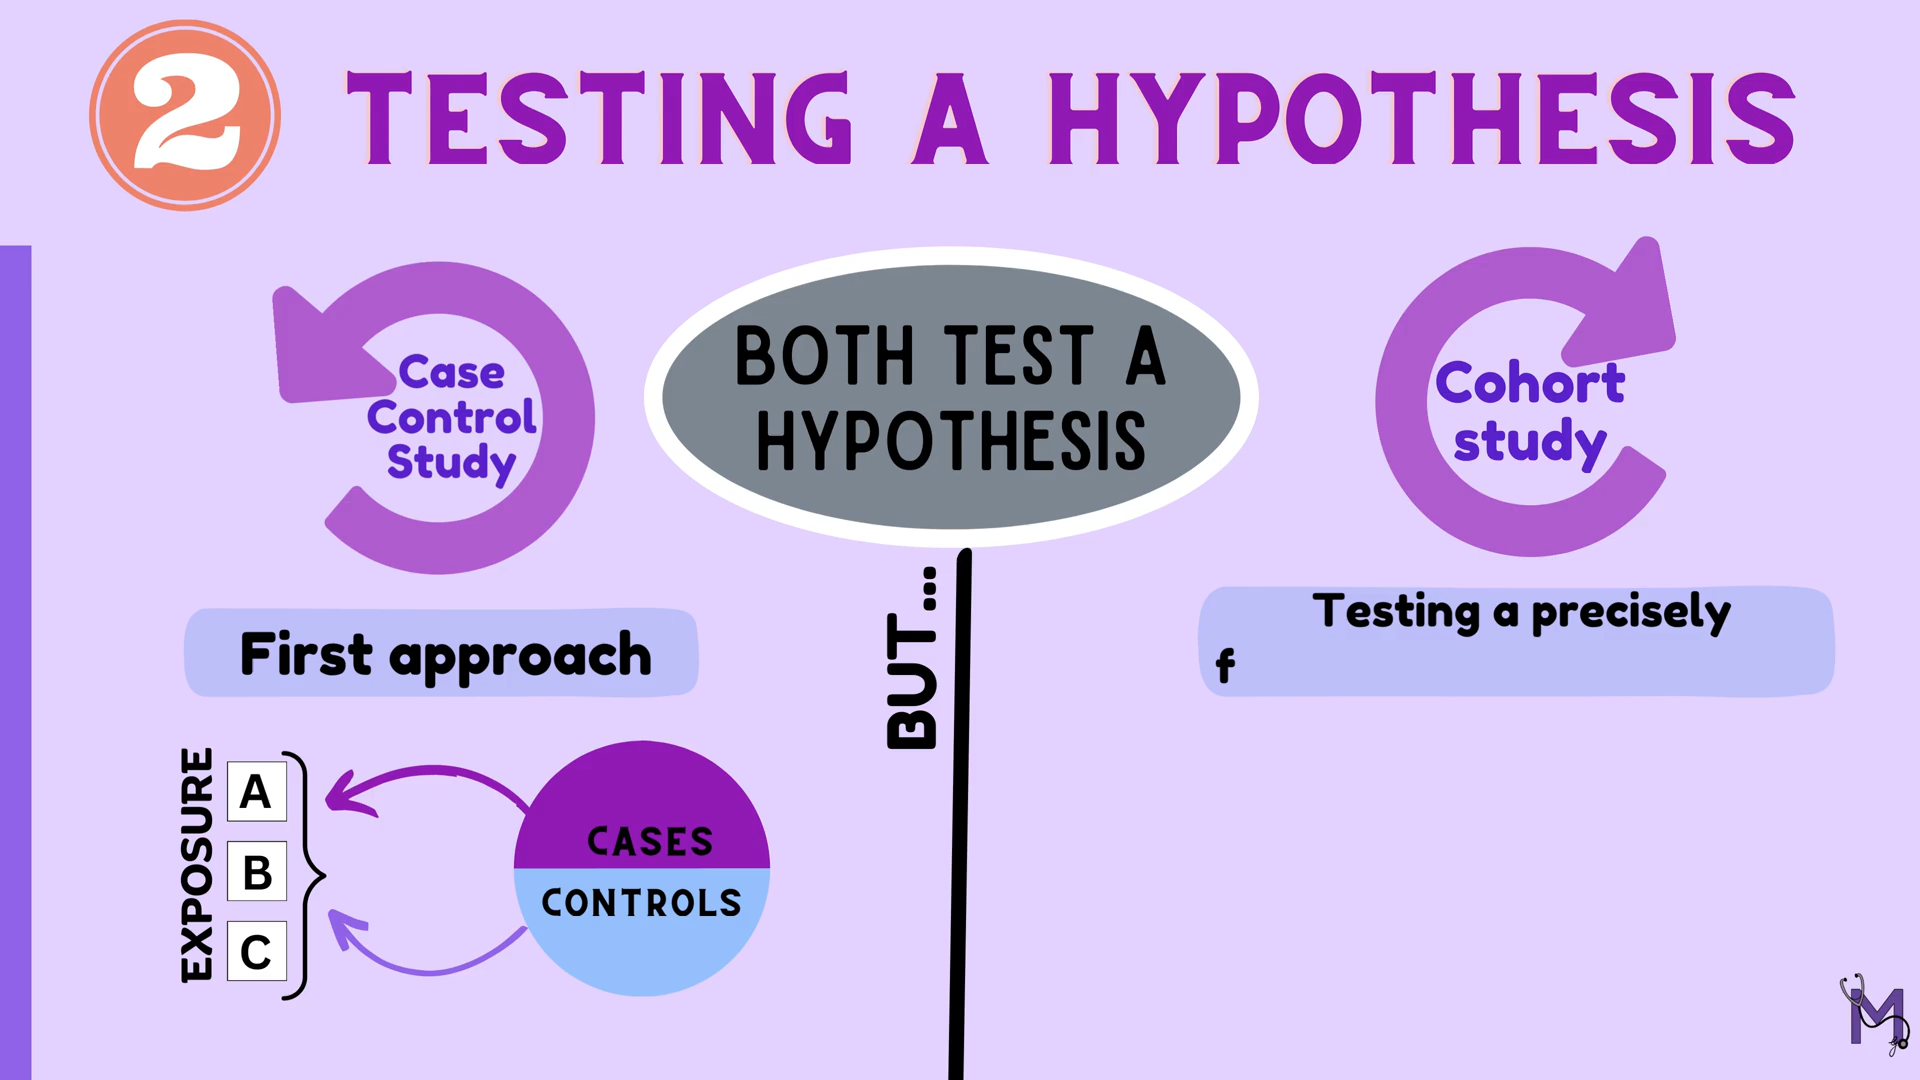 2
TESTING A HYPOTHESIS
Case
Control
Study
BOTH TEST A
HYPOTHESIS
Cohort
study
BUT...
First approach
Testing a precisely
f
EXPOSURE
A
B
C
CASES
CONTROLS
M